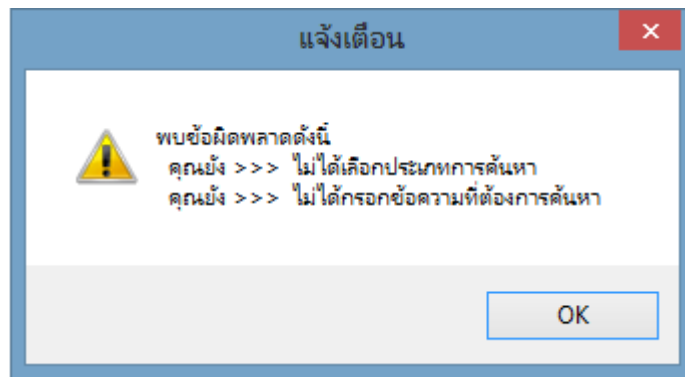 แจ้งเตือน
พบข้อผิดพลาดดังนี้
คุณยัง >>> ไม่ได้เลือกประเภทการค้นหา
คุณยัง >>> ไม่ได้กรอกข้อความที่ต้องการค้นหา
OK